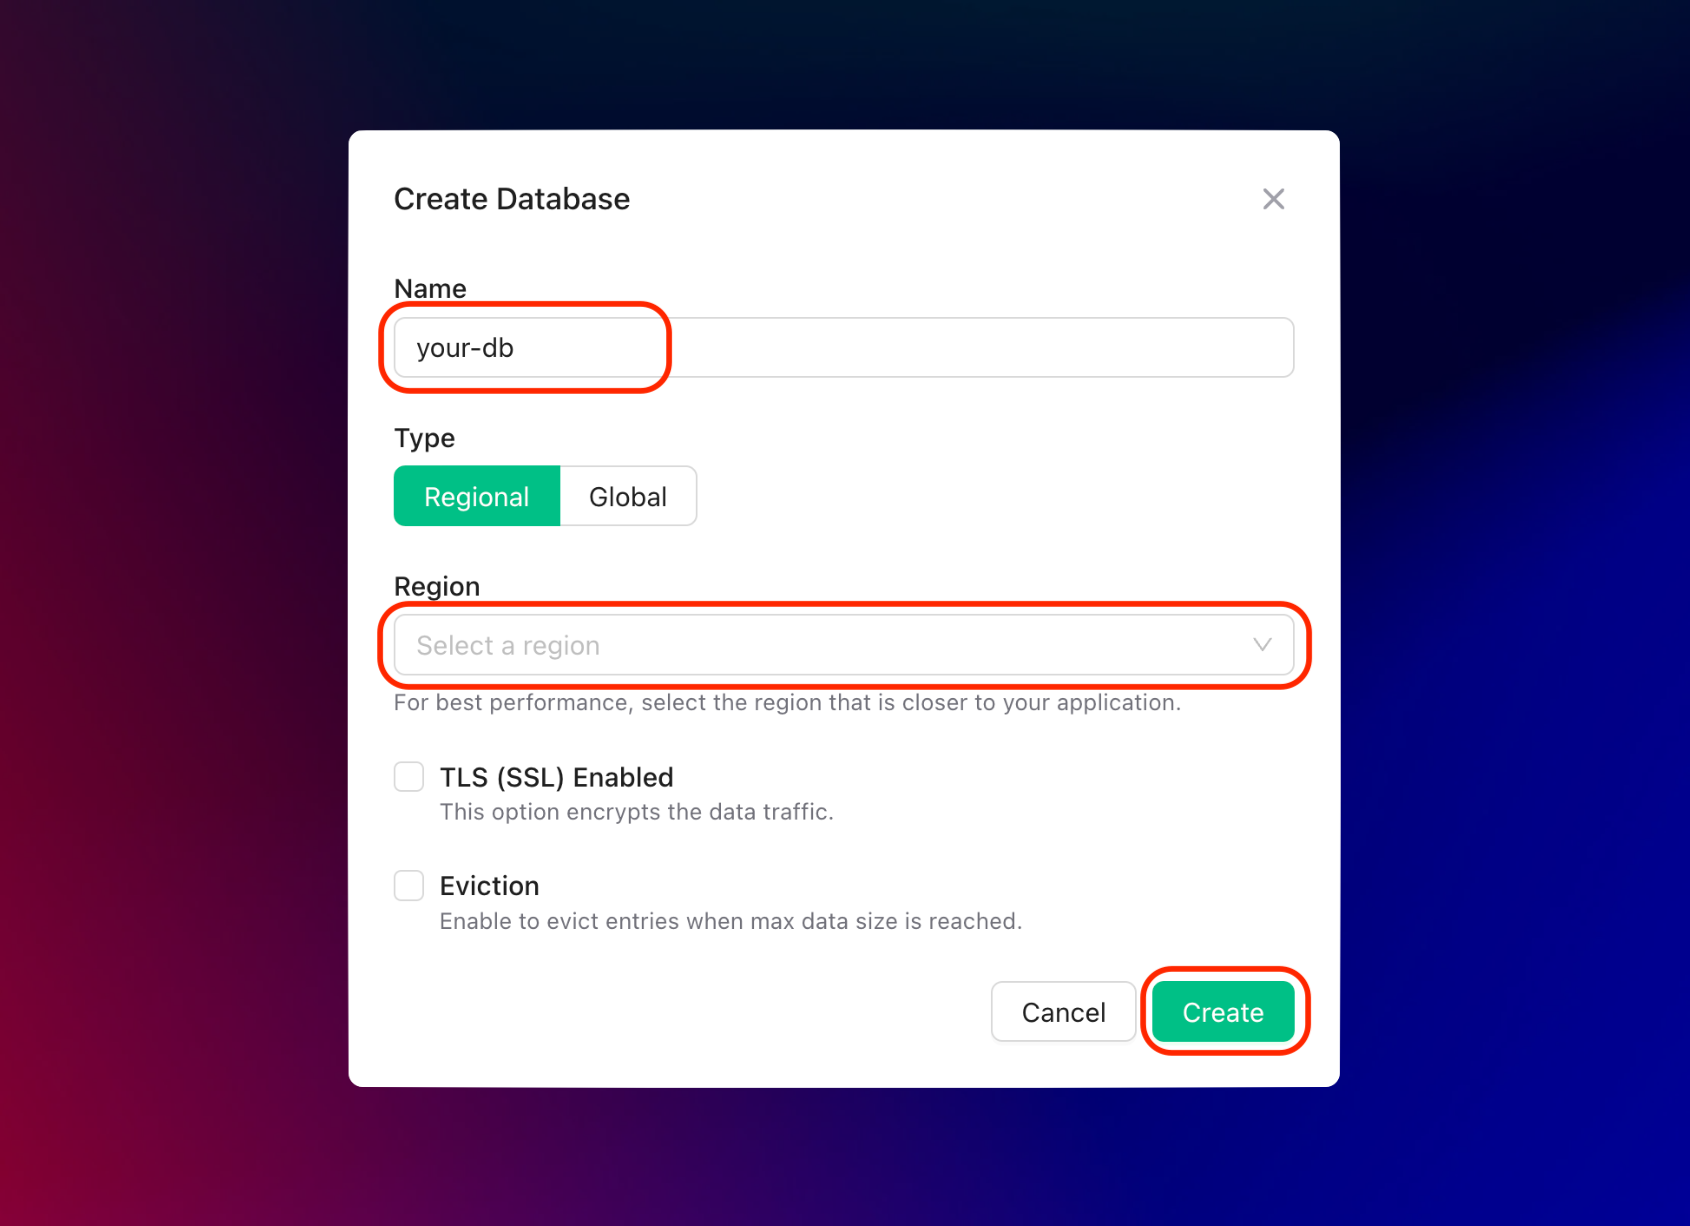 Create Database
Name
your-db
Type
Regional Global
Region
Select a region
For best performance, select the region that is closer to your application.
TLS (SSL) Enabled
This option encrypts the data traffic.
Eviction
Enable to evict entries when max data size is reached.
Cancel Create